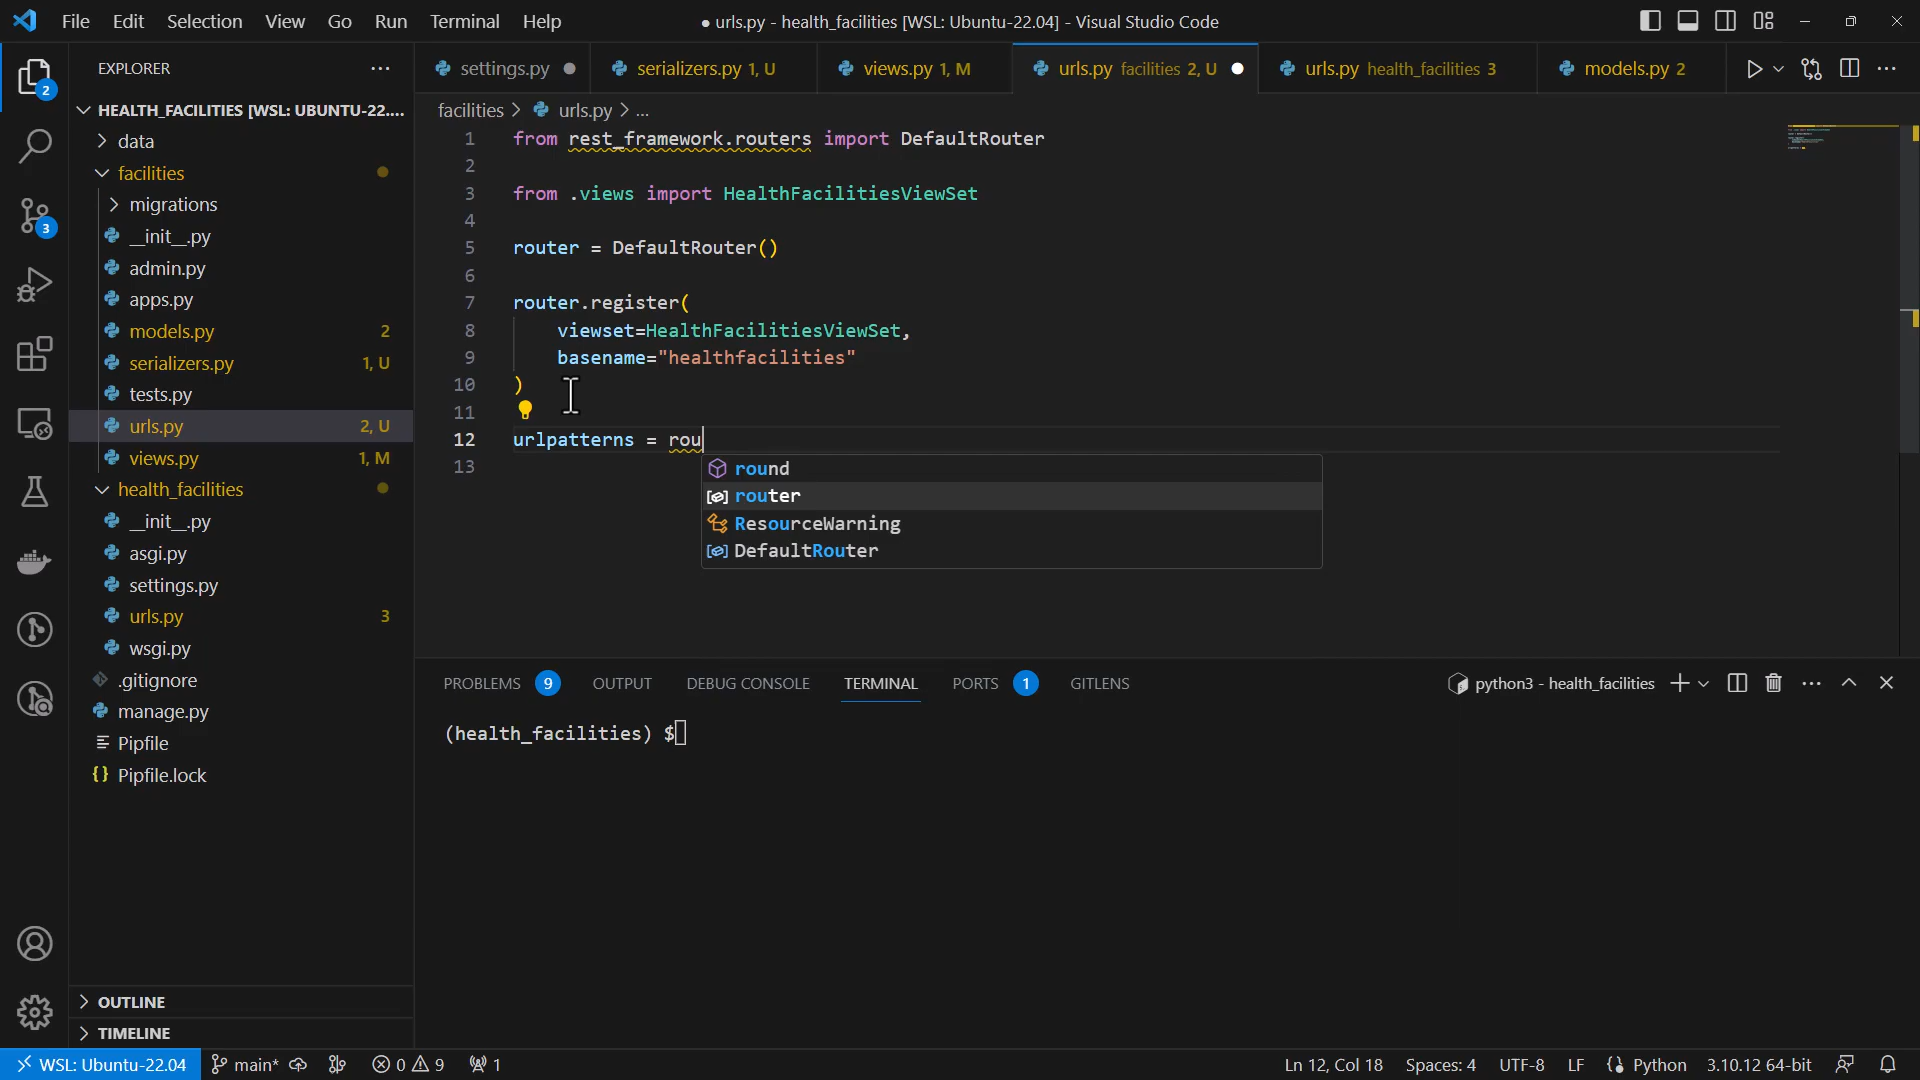 File Edit Selection View Go Run Terminal Help
● urls.py - health_facilities [WSL: Ubuntu-22.04] - Visual Studio Code
EXPLORER
2
3
HEALTH_FACILITIES [WSL: UBUNTU-22....
data
facilities
migrations
__init__.py
admin.py
apps.py
models.py 2
serializers.py 1, U
tests.py
urls.py 2, U
views.py 1, M
health_facilities
__init__.py
asgi.py
settings.py
urls.py 3
wsgi.py
.gitignore
manage.py
Pipfile
Pipfile.lock
OUTLINE
TIMELINE
settings.py
serializers.py 1, U
views.py 1, M
urls.py facilities 2, U
urls.py health_facilities 3
models.py 2
facilities > urls.py > ...
1 from rest_framework.routers import DefaultRouter
2
3 from .views import HealthFacilitiesViewSet
4
5 router = DefaultRouter()
6
7 router.register(
8 viewset=HealthFacilitiesViewSet,
9 basename="healthfacilities"
10 )
11
12 urlpatterns = rou
13
round
router
ResourceWarning
DefaultRouter
PROBLEMS 9 OUTPUT DEBUG CONSOLE TERMINAL PORTS 1 GITLENS
python3 - health_facilities
(health_facilities) $
WSL: Ubuntu-22.04 main* 0 9 1
Ln 12, Col 18 Spaces: 4 UTF-8 LF Python 3.10.12 64-bit